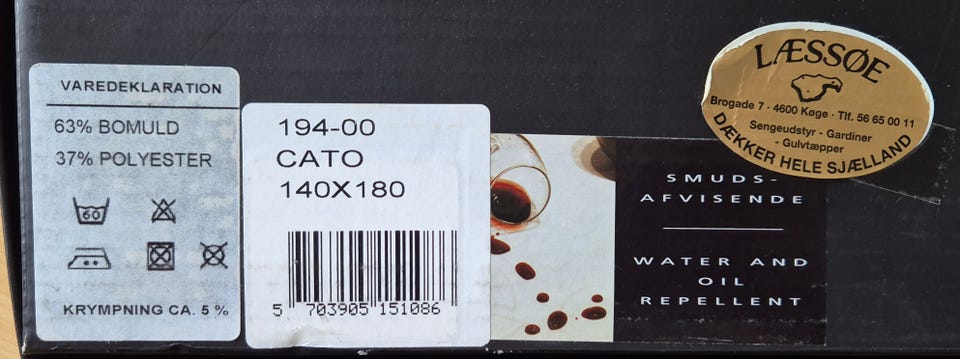 VAREDEKLARATION
63% BOMULD
37% POLYESTER
60
KRYMPNING CA. 5 %
194-00
CATO
140X180
5 703905 151086
SMUDS-
AFVISENDE
WATER AND
OIL
REPELLENT
LÆSSØE
Brogade 7 · 4600 Køge · Tlf. 56 65 00 11
Sengeudstyr - Gardiner
- Gulvtæpper
DÆKKER HELE SJÆLLAND